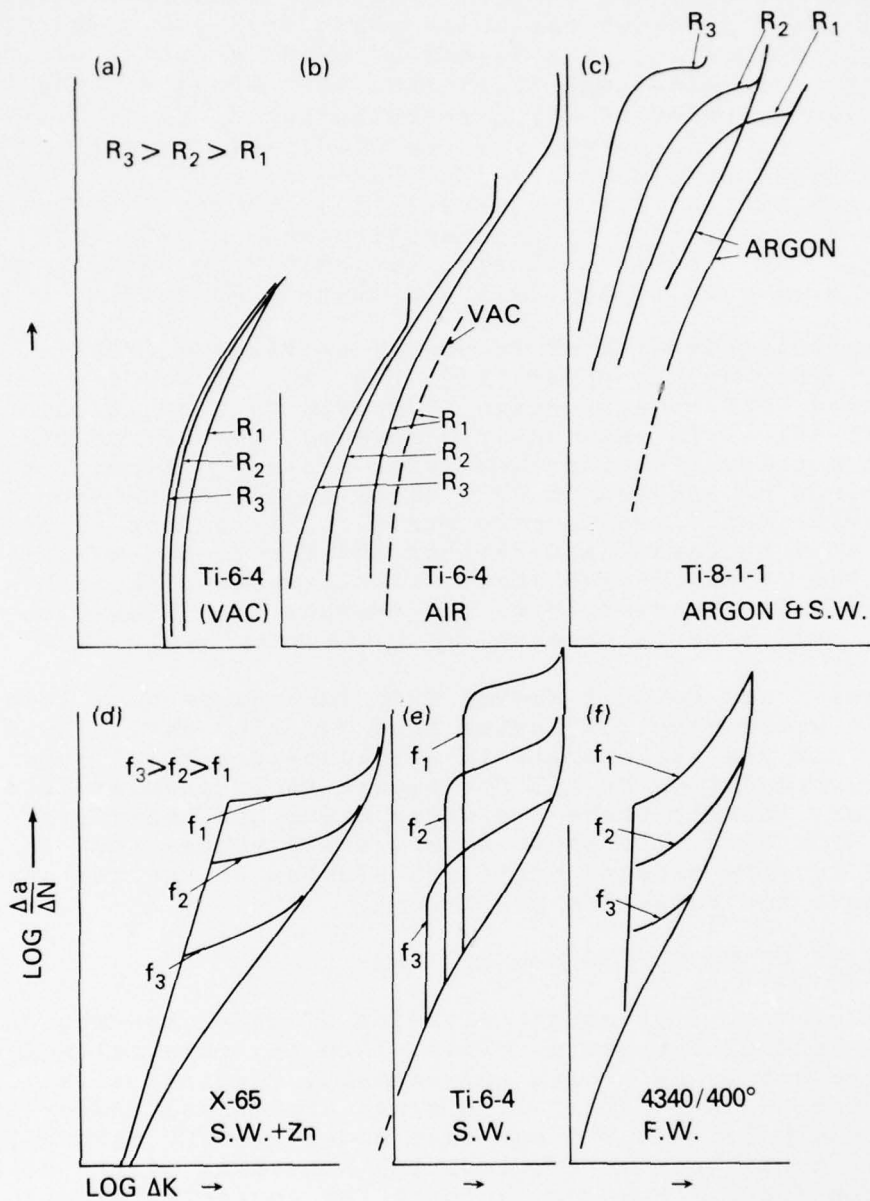 (a)
R3 > R2 > R1
R1
R2
R3
Ti-6-4
(VAC)
(b)
VAC
R1
R2
R3
Ti-6-4
AIR
(c)
R3
R2
R1
ARGON
Ti-8-1-1
ARGON & S.W.
(d)
f3>f2>f1
f1
f2
f3
X-65
S.W.+Zn
(e)
f1
f2
f3
Ti-6-4
S.W.
(f)
f1
f2
f3
4340/400°
F.W.
LOG Δa/ΔN →
LOG ΔK →